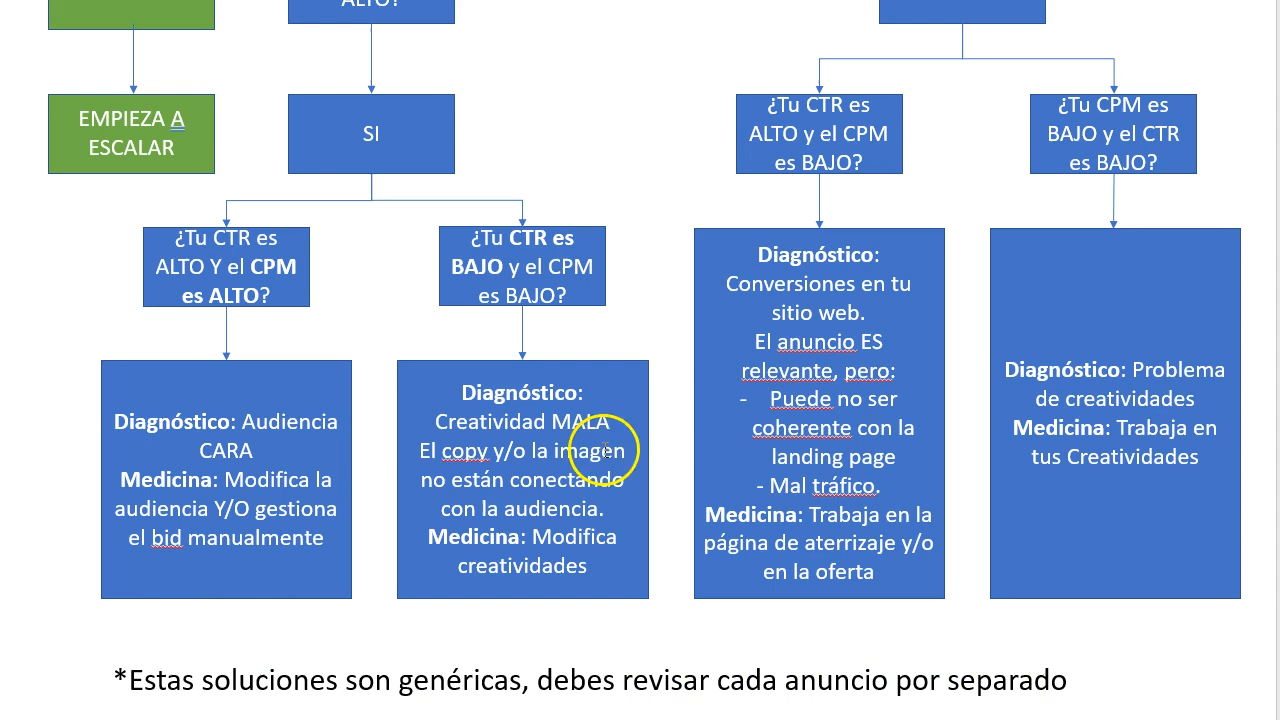 ALTO?
EMPIEZA A
ESCALAR
SI
¿Tu CTR es
ALTO y el CPM
es BAJO?
¿Tu CPM es
BAJO y el CTR
es BAJO?
¿Tu CTR es
ALTO Y el CPM
es ALTO?
¿Tu CTR es
BAJO y el CPM
es BAJO?
Diagnóstico: Audiencia
CARA
Medicina: Modifica la
audiencia Y/O gestiona
el bid manualmente
Diagnóstico:
Creatividad MALA
El copy y/o la imagen
no están conectando
con la audiencia.
Medicina: Modifica
creatividades
Diagnóstico:
Conversiones en tu
sitio web.
El anuncio ES
relevante, pero:
- Puede no ser
coherente con la
landing page
- Mal tráfico.
Medicina: Trabaja en la
página de aterrizaje y/o
en la oferta
Diagnóstico: Problema
de creatividades
Medicina: Trabaja en
tus Creatividades
*Estas soluciones son genéricas, debes revisar cada anuncio por separado